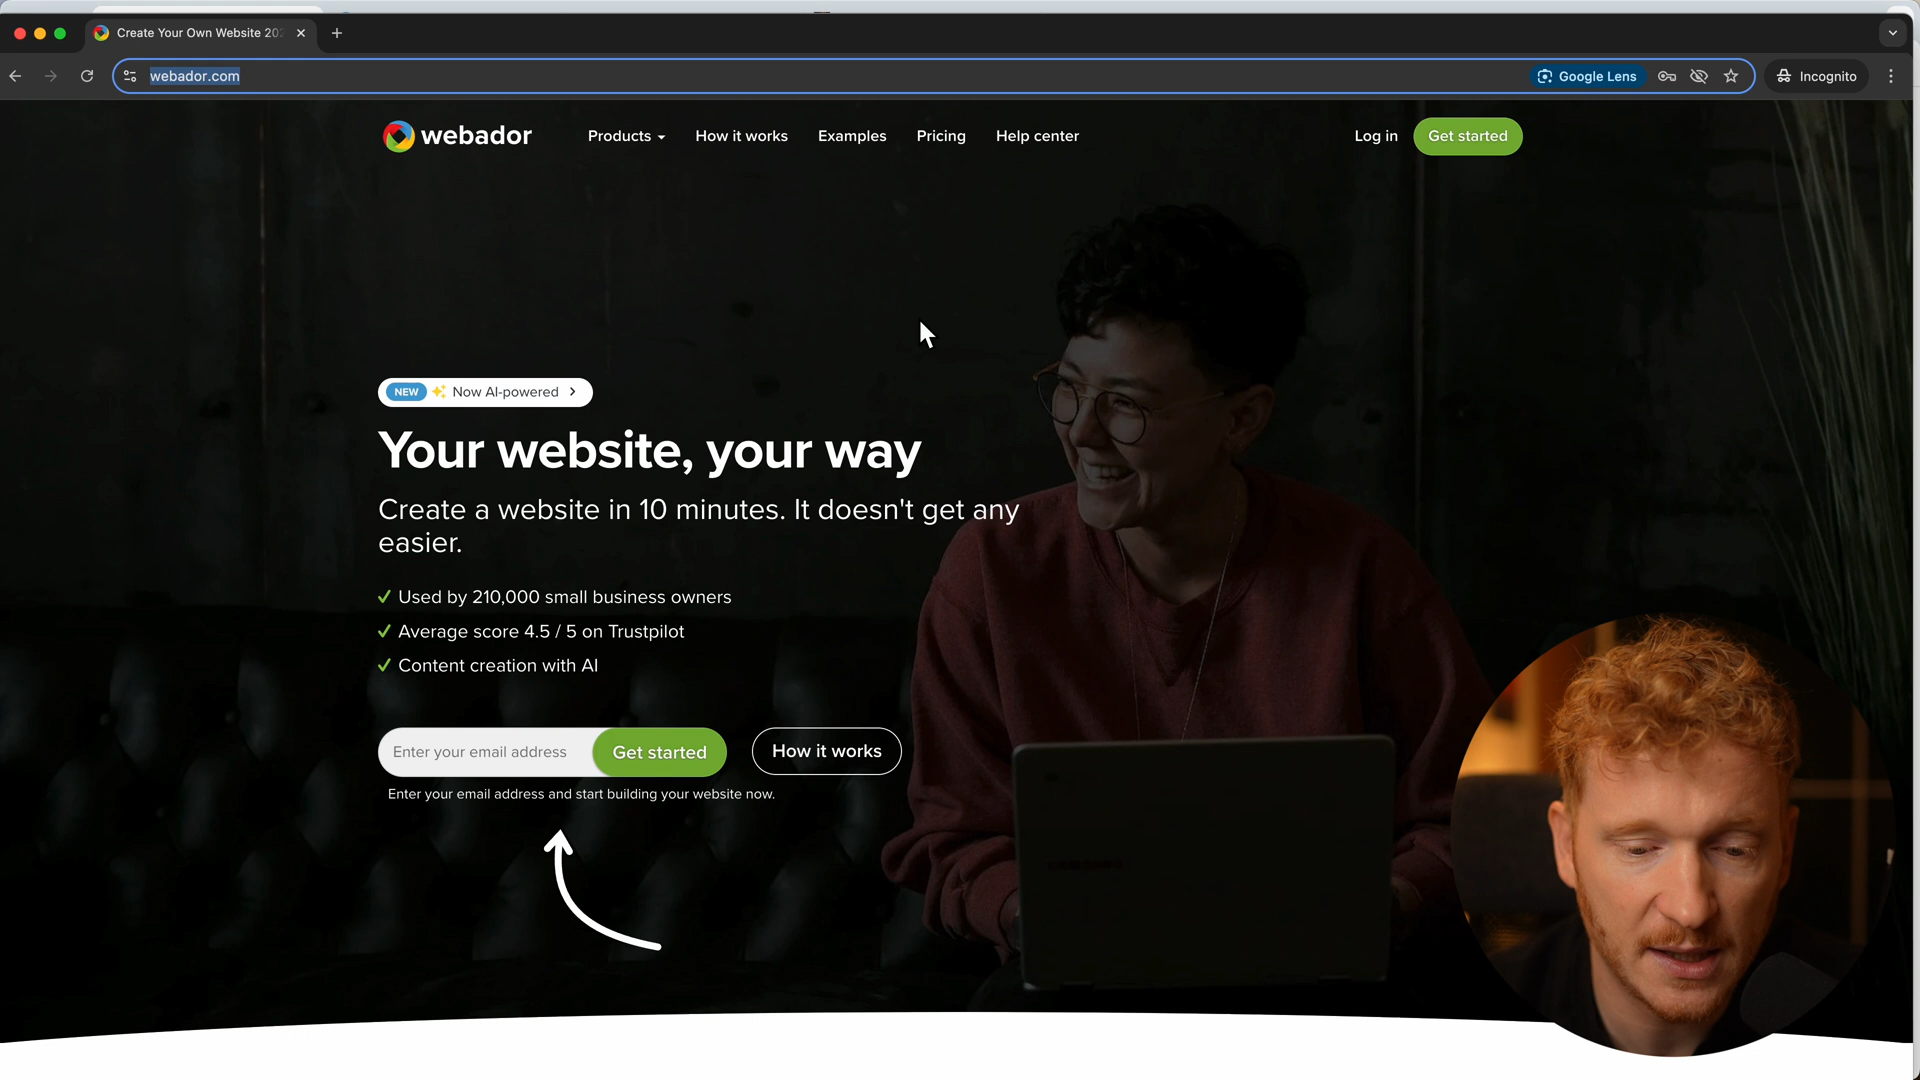 Create Your Own Website 202
webador.com
Google Lens
Incognito
webador
Products
How it works
Examples
Pricing
Help center
Log in
Get started
NEW
Now AI-powered
Your website, your way
Create a website in 10 minutes. It doesn't get any
easier.
Used by 210,000 small business owners
Average score 4.5 / 5 on Trustpilot
Content creation with AI
Enter your email address
Get started
How it works
Enter your email address and start building your website now.